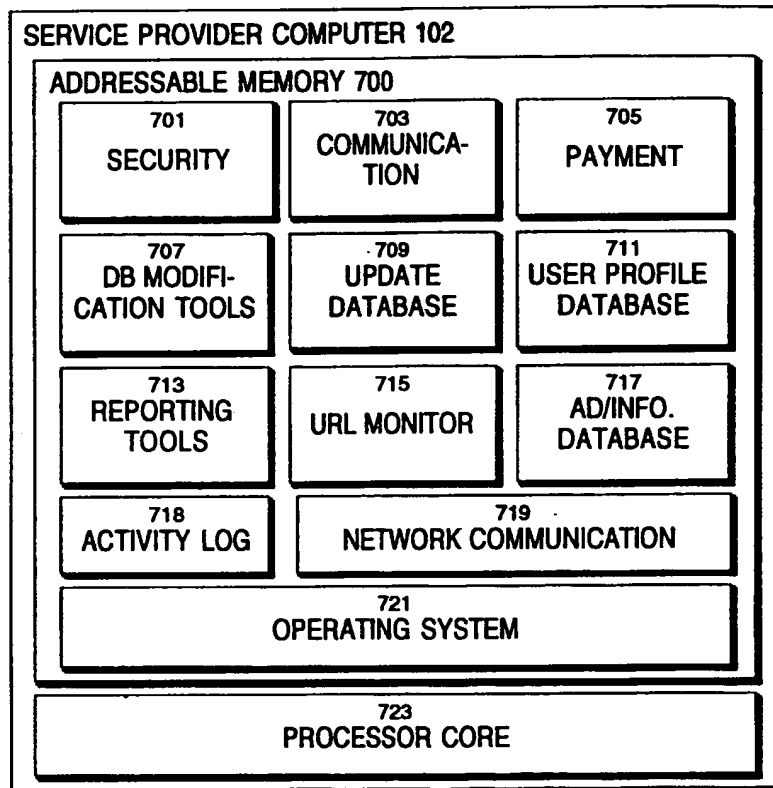 SERVICE PROVIDER COMPUTER 102
ADDRESSABLE MEMORY 700
701
SECURITY
703
COMMUNICA-
TION
705
PAYMENT
707
DB MODIFI-
CATION TOOLS
709
UPDATE
DATABASE
711
USER PROFILE
DATABASE
713
REPORTING
TOOLS
715
URL MONITOR
717
AD/INFO.
DATABASE
718
ACTIVITY LOG
719
NETWORK COMMUNICATION
721
OPERATING SYSTEM
723
PROCESSOR CORE